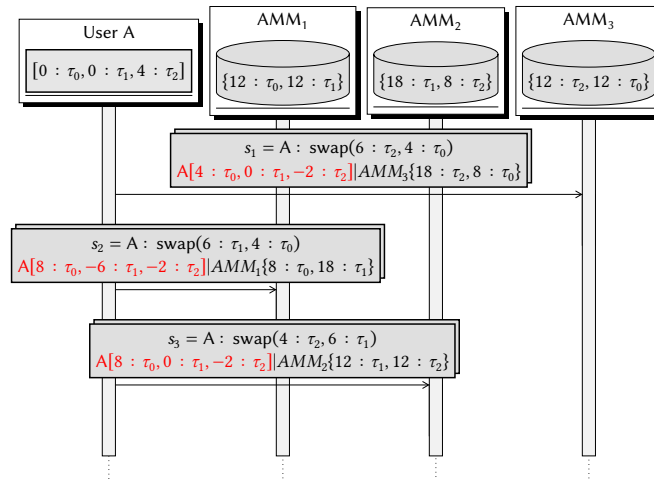 User A
[0 : τ₀, 0 : τ₁, 4 : τ₂]
AMM₁
{12 : τ₀, 12 : τ₁}
AMM₂
{18 : τ₁, 8 : τ₂}
AMM₃
{12 : τ₂, 12 : τ₀}
s₁ = A : swap(6 : τ₂, 4 : τ₀)
A[4 : τ₀, 0 : τ₁, −2 : τ₂]|AMM₃{18 : τ₂, 8 : τ₀}
s₂ = A : swap(6 : τ₁, 4 : τ₀)
A[8 : τ₀, −6 : τ₁, −2 : τ₂]|AMM₁{8 : τ₀, 18 : τ₁}
s₃ = A : swap(4 : τ₂, 6 : τ₁)
A[8 : τ₀, 0 : τ₁, −2 : τ₂]|AMM₂{12 : τ₁, 12 : τ₂}